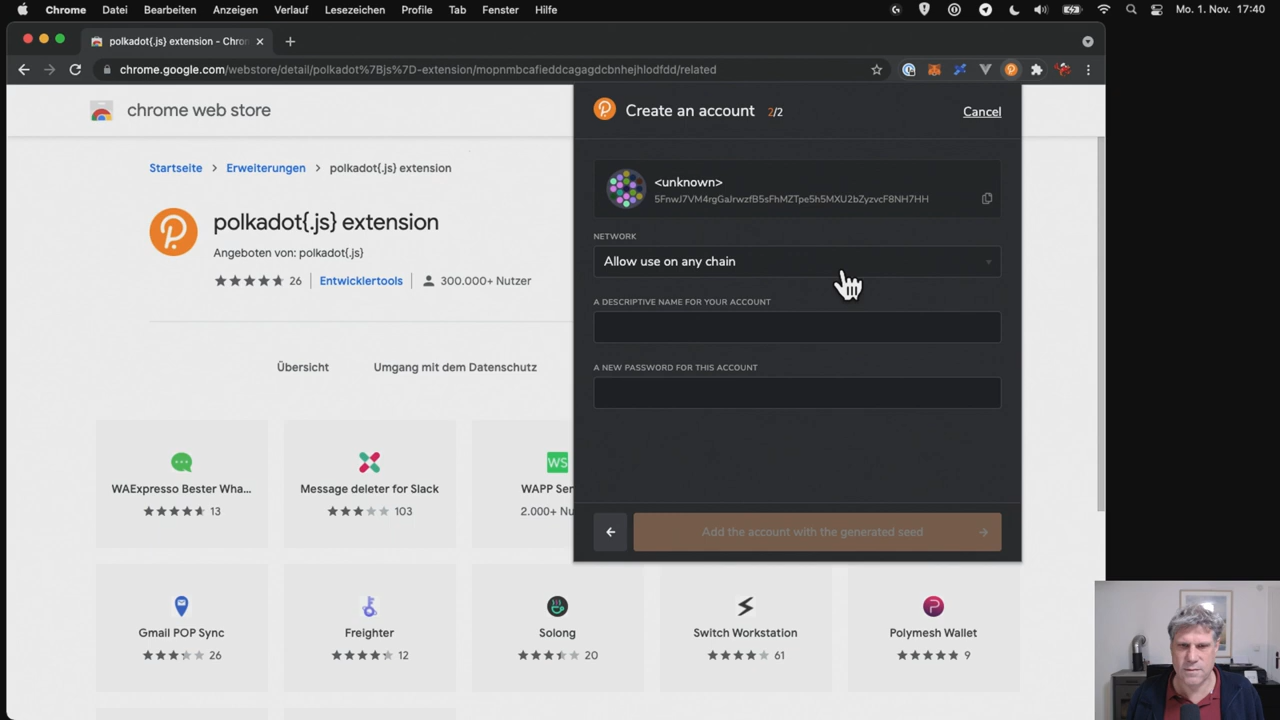 Chrome Datei Bearbeiten Anzeigen Verlauf Lesezeichen Profile Tab Fenster Hilfe Mo. 1. Nov. 17:40
polkadot{.js} extension - Chro
chrome.google.com/webstore/detail/polkadot%7Bjs%7D-extension/mopnmbcafieddcagagdcbnhejhlodfdd/related
chrome web store
Startseite > Erweiterungen > polkadot{.js} extension
polkadot{.js} extension
Angeboten von: polkadot{.js}
26 Entwicklertools 300.000+ Nutzer
Übersicht Umgang mit dem Datenschutz
Create an account 2/2 Cancel
<unknown>
5FnwJ7VM4rgGaJrwzfB5sFhMZTpe5h5MXU2bZyzvcF8NH7HH
NETWORK
Allow use on any chain
A DESCRIPTIVE NAME FOR YOUR ACCOUNT
A NEW PASSWORD FOR THIS ACCOUNT
Add the account with the generated seed
WS
WAExpresso Bester Wha... Message deleter for Slack WAPP Ser
13 103 2.000+ Nu
Gmail POP Sync Freighter Solong Switch Workstation Polymesh Wallet
26 12 20 61 9